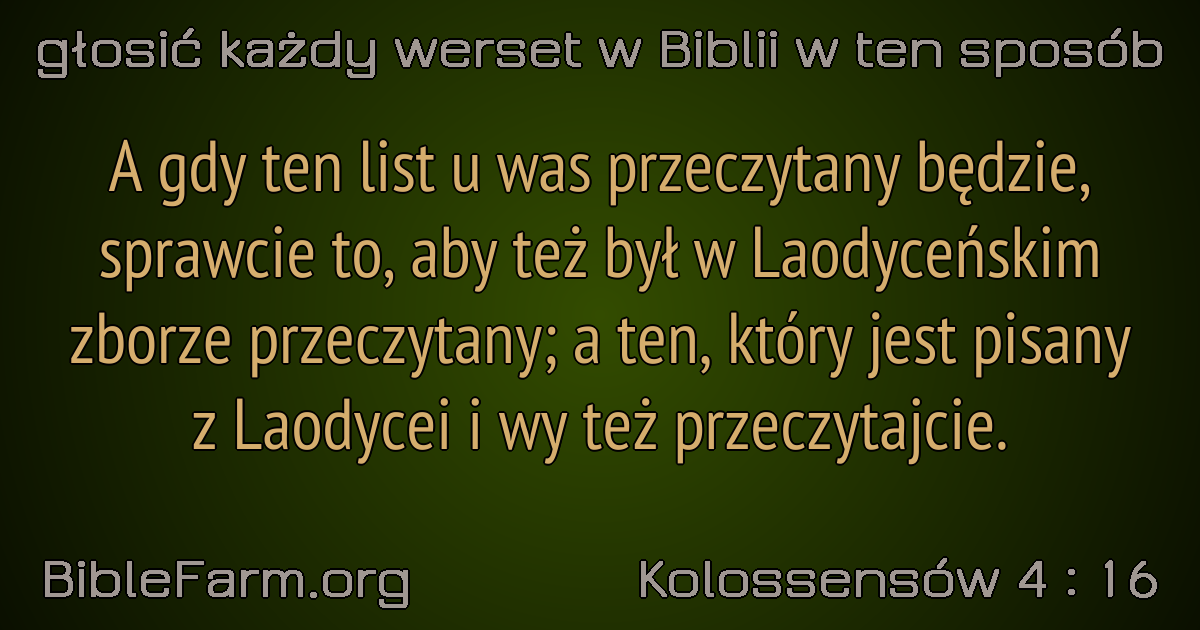 głosić każdy werset w Biblii w ten sposób
A gdy ten list u was przeczytany będzie,
sprawcie to, aby też był w Laodyceńskim
zborze przeczytany; a ten, który jest pisany
z Laodycei i wy też przeczytajcie.
BibleFarm.org
Kolossensów 4 : 16